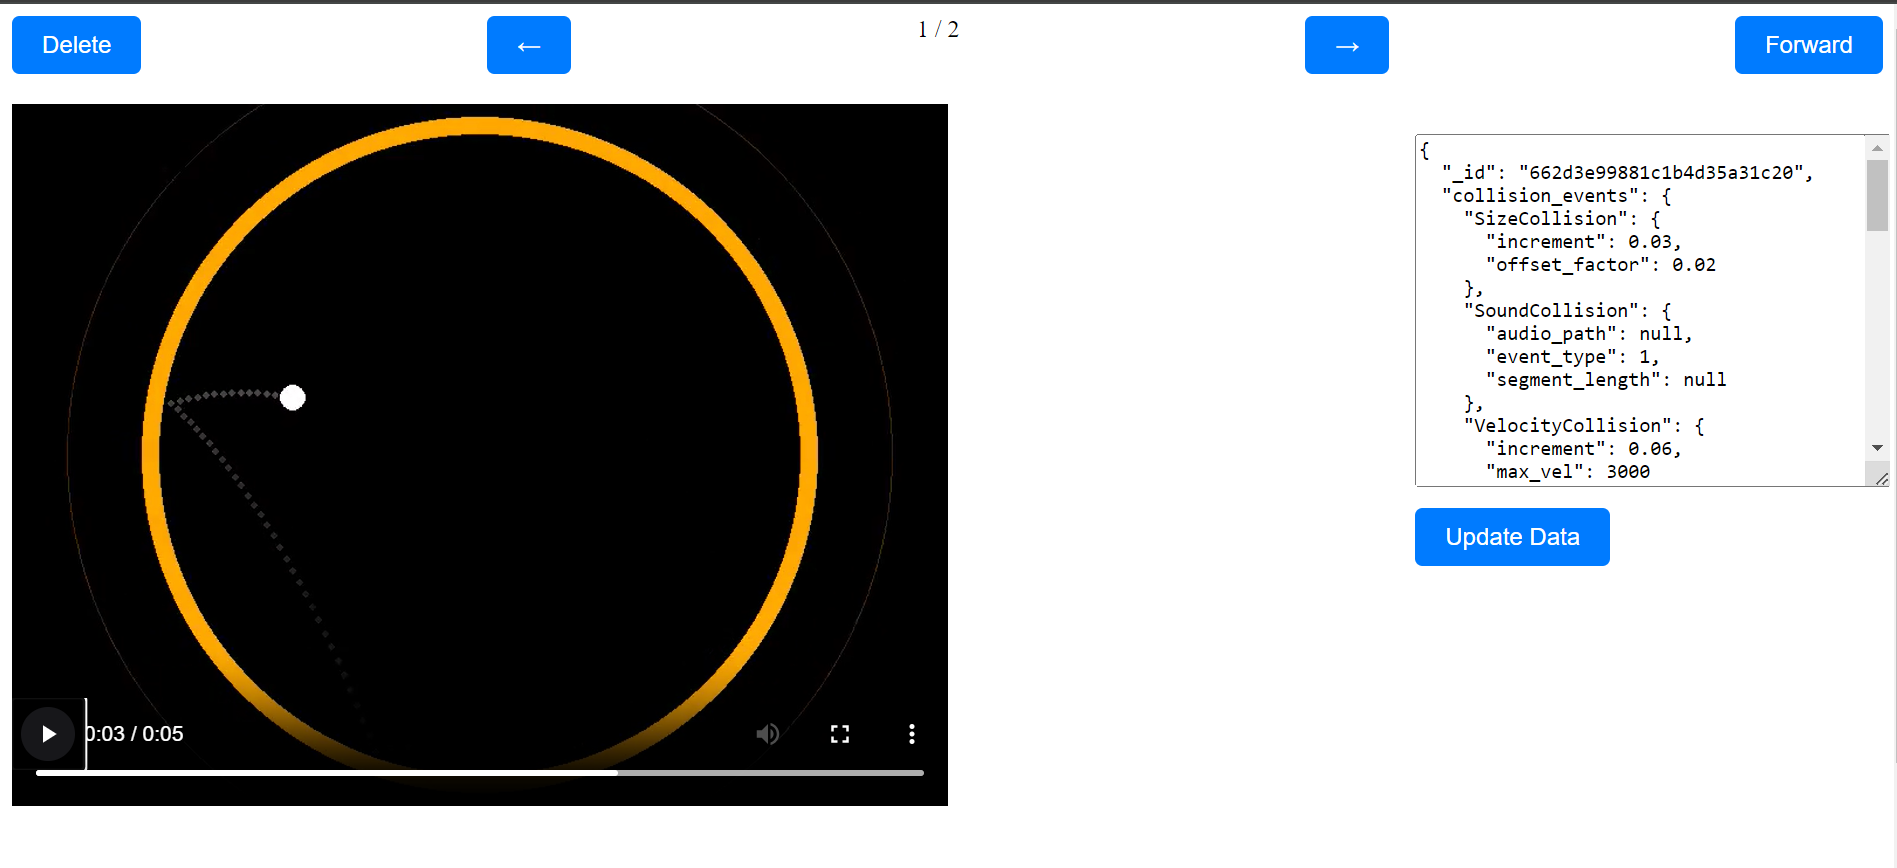 Delete
←
1 / 2
→
Forward
{
"_id": "662d3e99881c1b4d35a31c20",
"collision_events": {
"SizeCollision": {
"increment": 0.03,
"offset_factor": 0.02
},
"SoundCollision": {
"audio_path": null,
"event_type": 1,
"segment_length": null
},
"VelocityCollision": {
"increment": 0.06,
"max_vel": 3000
0:03 / 0:05
Update Data